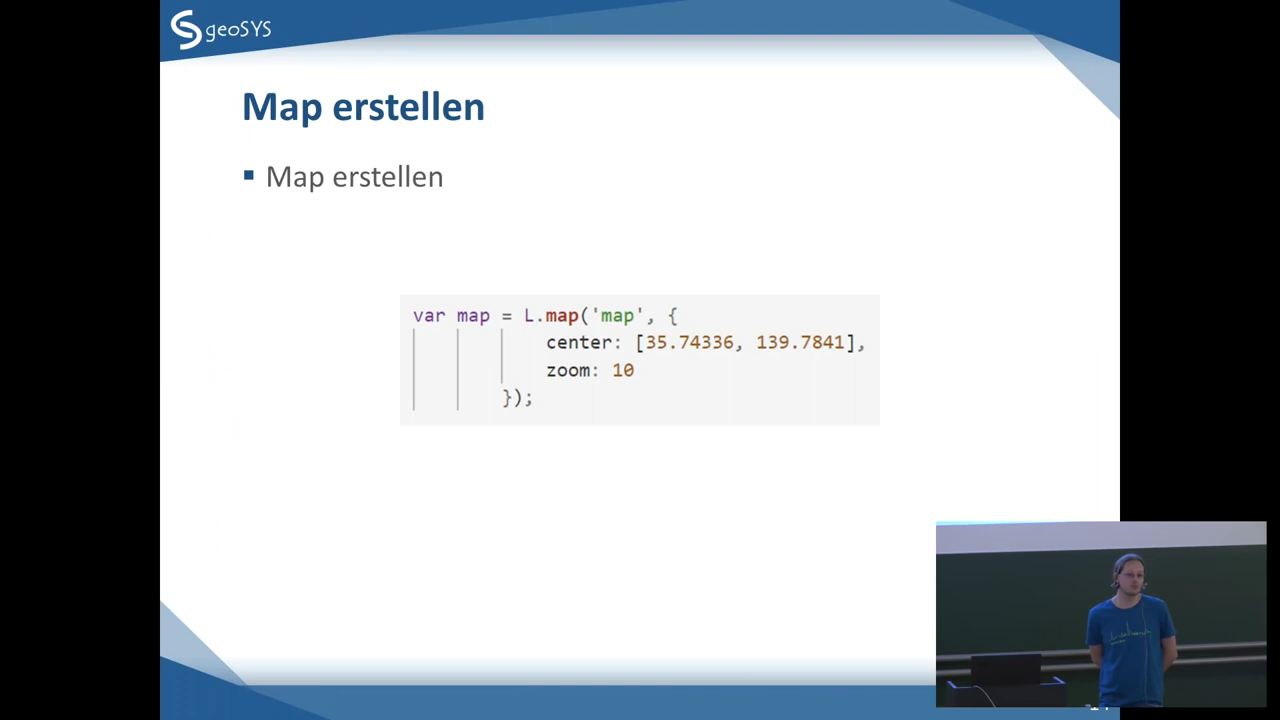 geoSYS
Map erstellen
▪ Map erstellen
var map = L.map('map', {
center: [35.74336, 139.7841],
zoom: 10
});